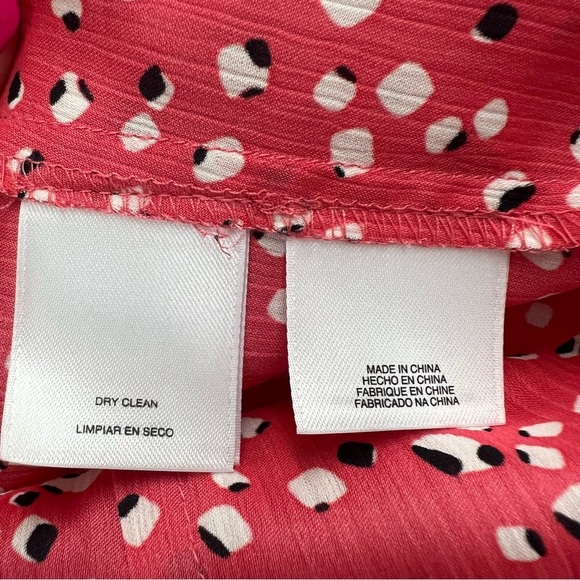 DRY CLEAN
LIMPIAR EN SECO
MADE IN CHINA
HECHO EN CHINA
FABRIQUE EN CHINE
FABRICADO NA CHINA